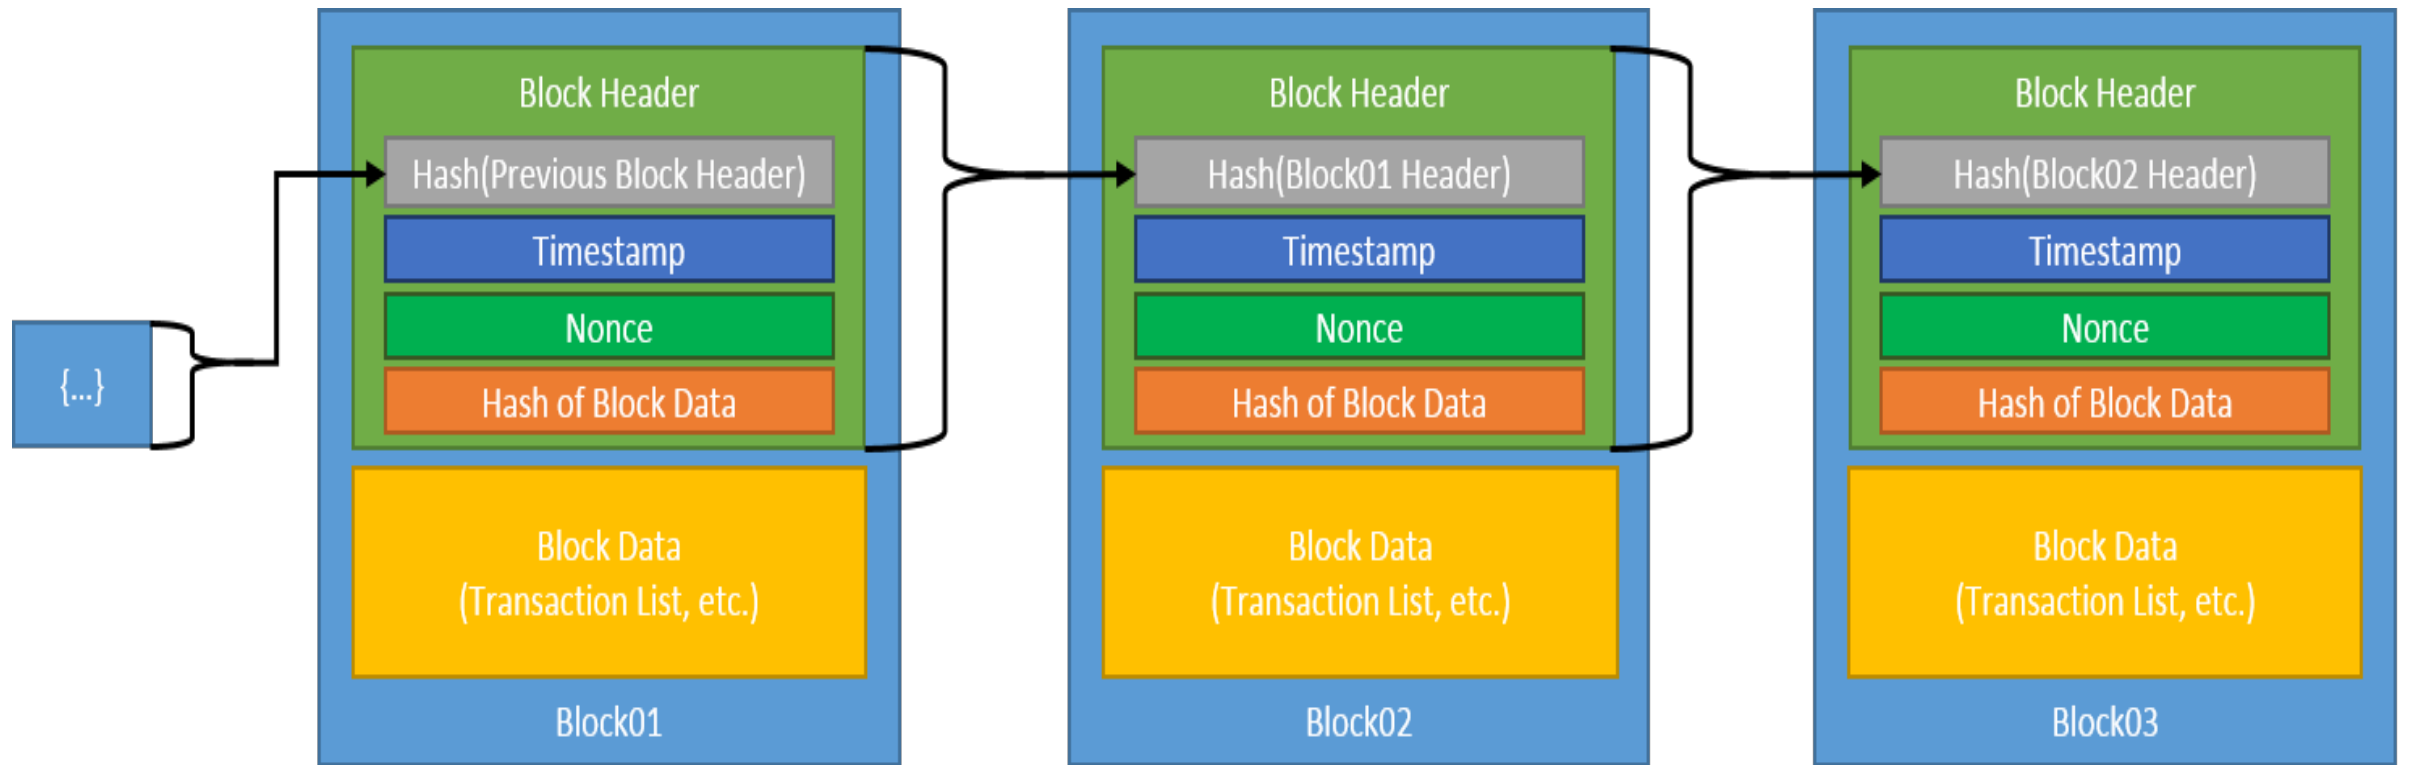 {...}
Block Header
Hash(Previous Block Header)
Timestamp
Nonce
Hash of Block Data
Block Data
(Transaction List, etc.)
Block01
Block Header
Hash(Block01 Header)
Timestamp
Nonce
Hash of Block Data
Block Data
(Transaction List, etc.)
Block02
Block Header
Hash(Block02 Header)
Timestamp
Nonce
Hash of Block Data
Block Data
(Transaction List, etc.)
Block03